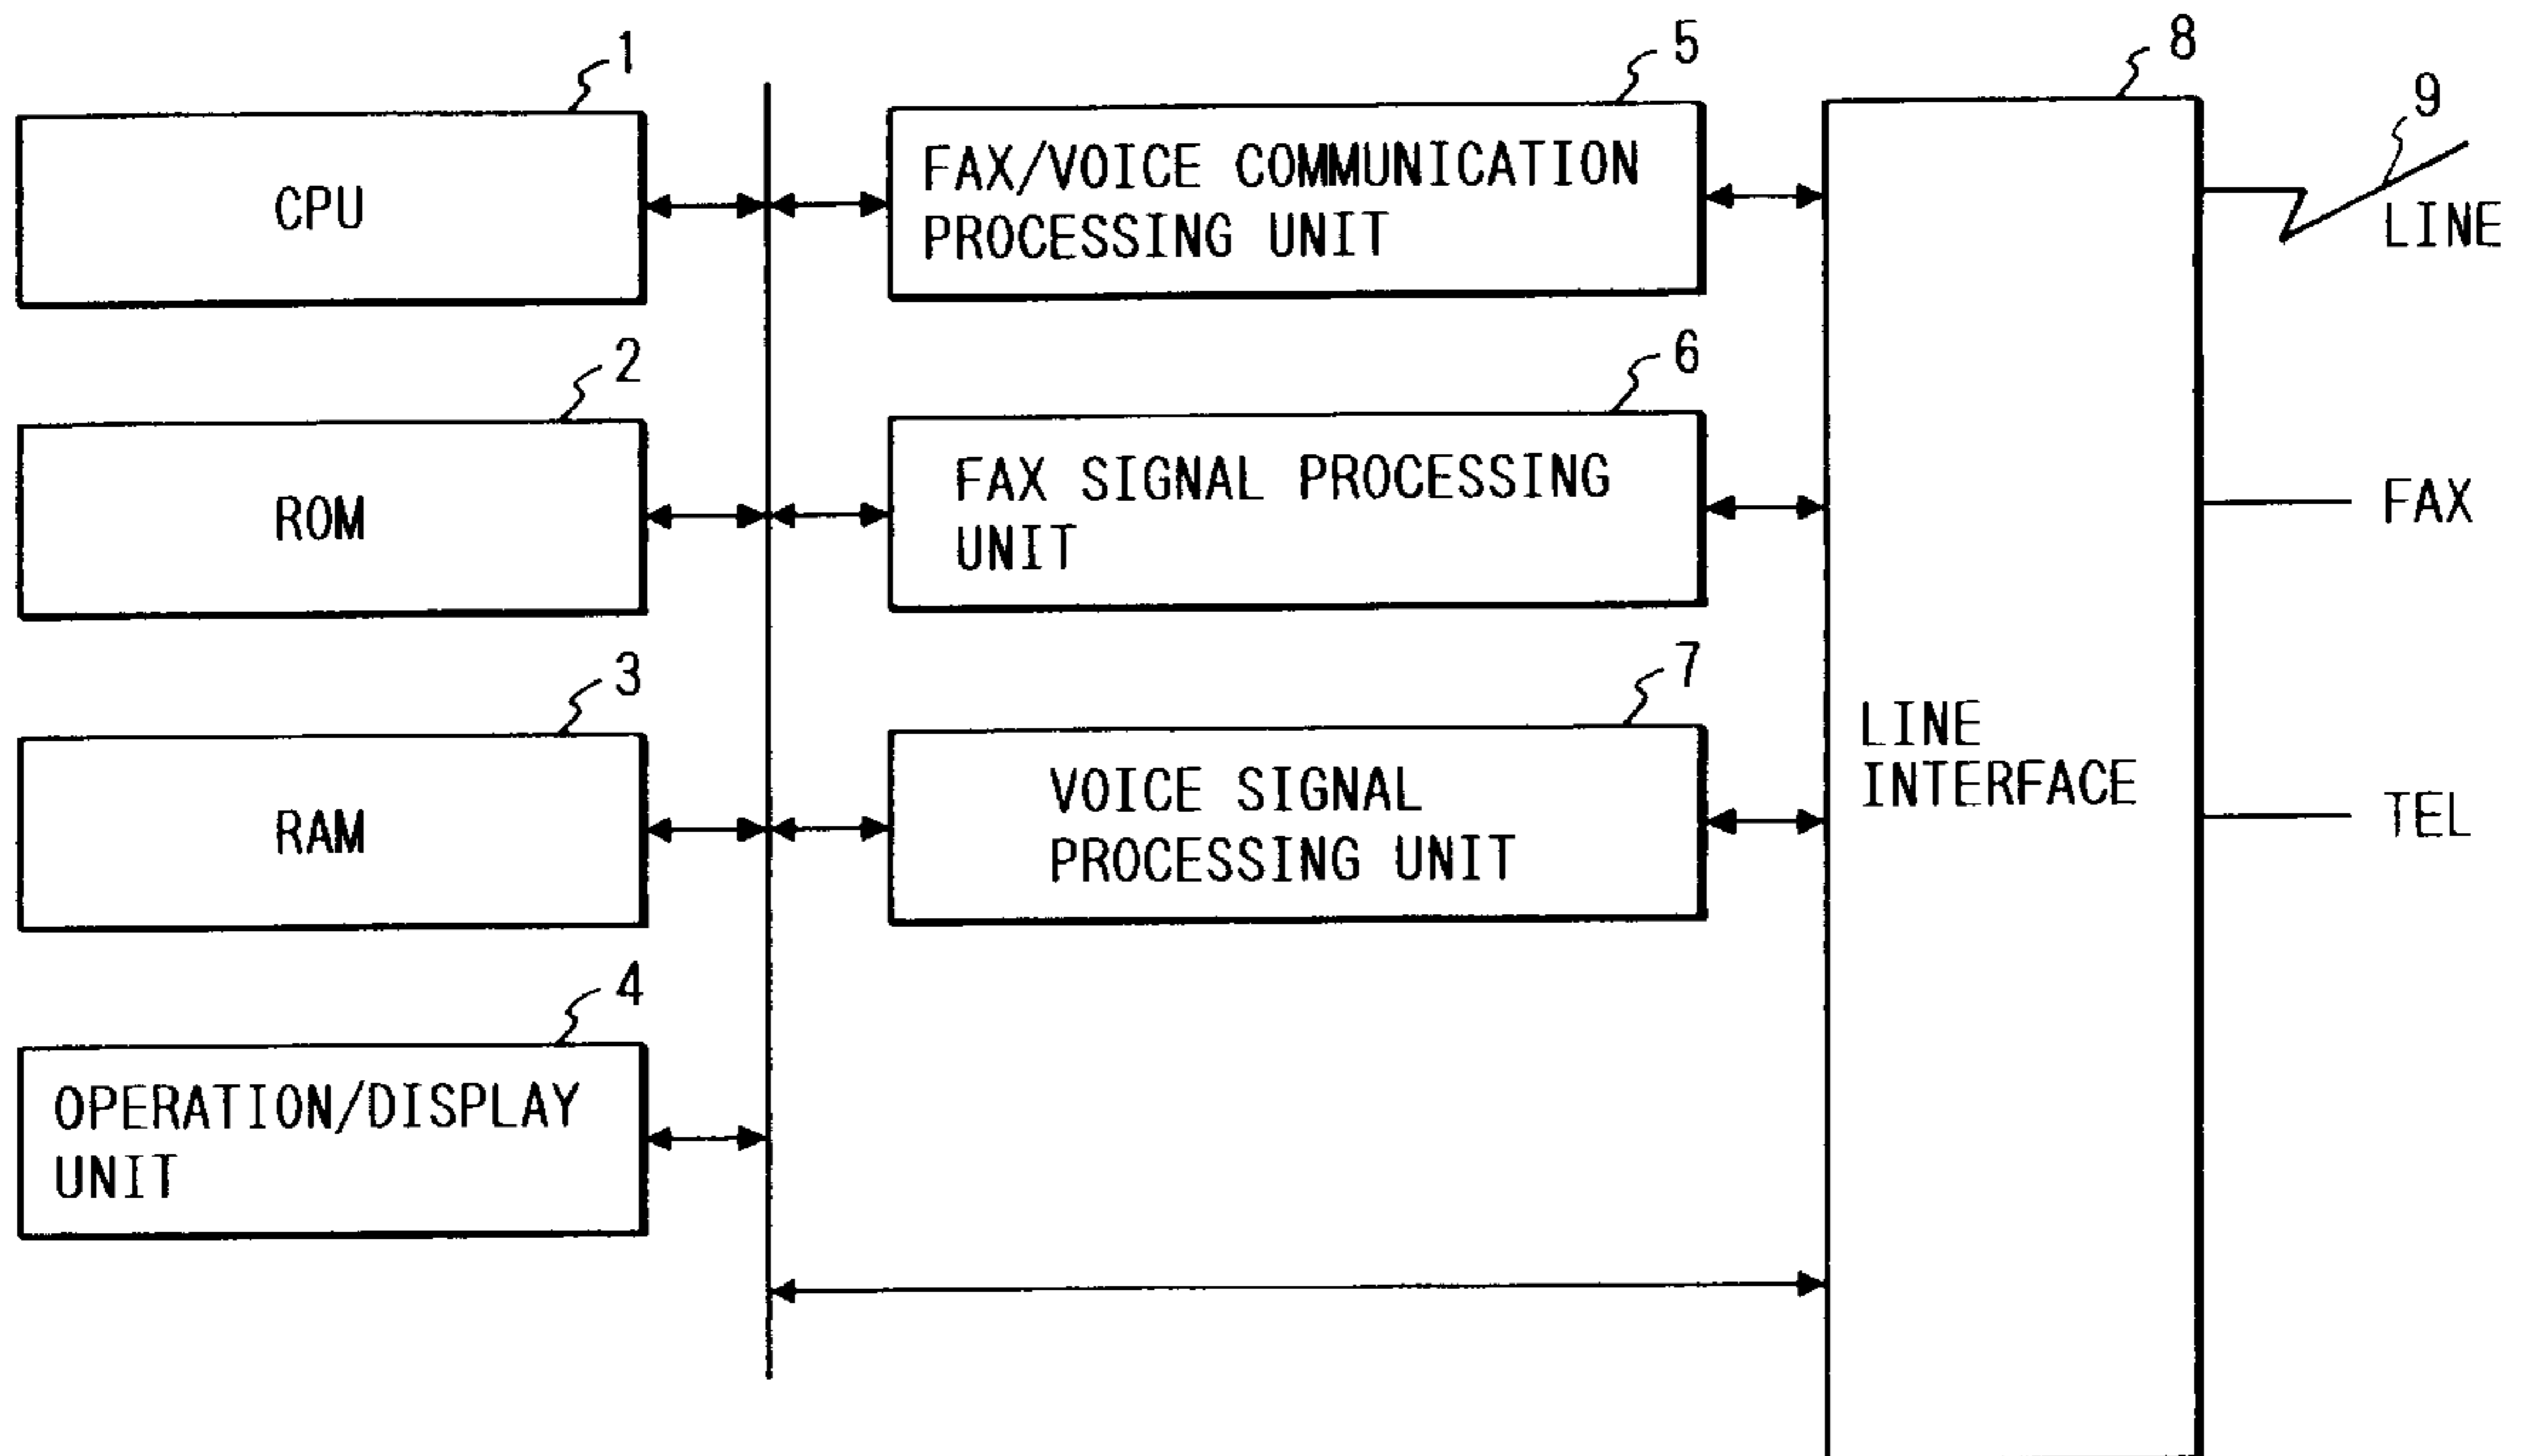 1
CPU
2
ROM
3
RAM
4
OPERATION/DISPLAY
UNIT
5
FAX/VOICE COMMUNICATION
PROCESSING UNIT
6
FAX SIGNAL PROCESSING
UNIT
7
VOICE SIGNAL
PROCESSING UNIT
8
LINE
INTERFACE
9
LINE
FAX
TEL